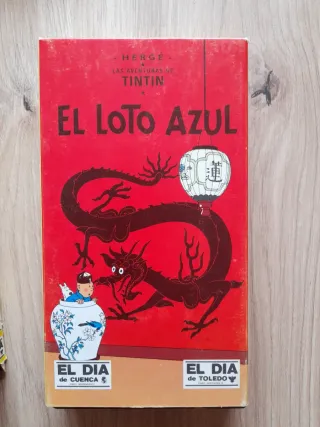 HERGÉ
LAS AVENTURAS DE
TINTIN
EL LOTO AZUL
蓮
EL DIA
de CUENCA
EL DIA
de TOLEDO